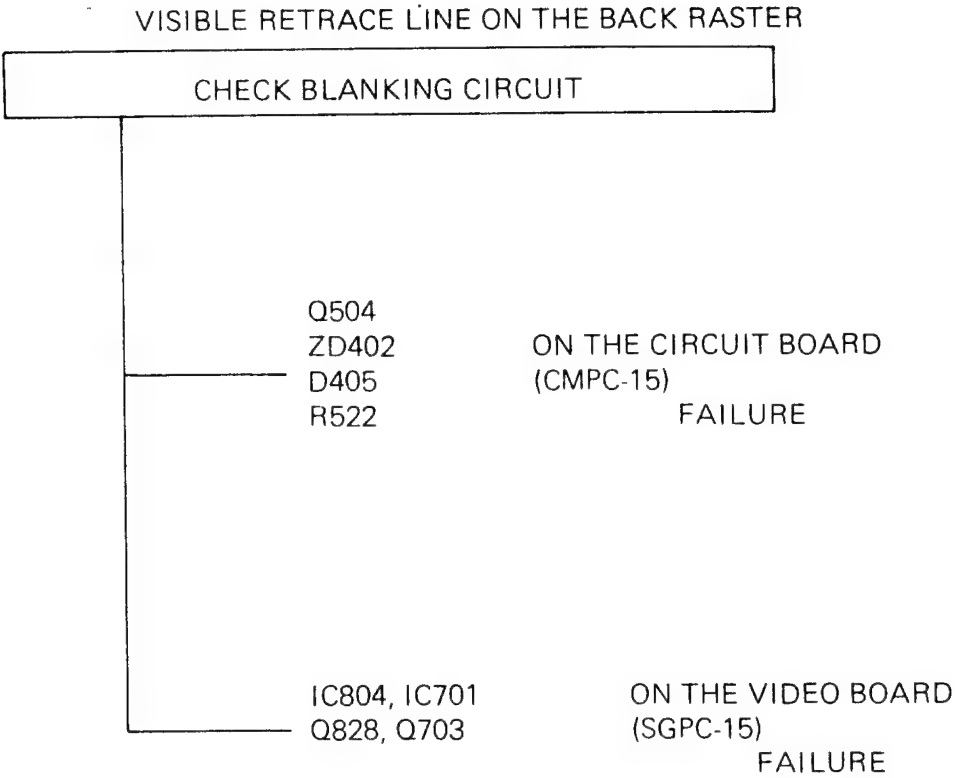 VISIBLE RETRACE LINE ON THE BACK RASTER
CHECK BLANKING CIRCUIT
Q504
ZD402
D405
R522
ON THE CIRCUIT BOARD
(CMPC-15)
FAILURE
IC804, IC701
Q828, Q703
ON THE VIDEO BOARD
(SGPC-15)
FAILURE